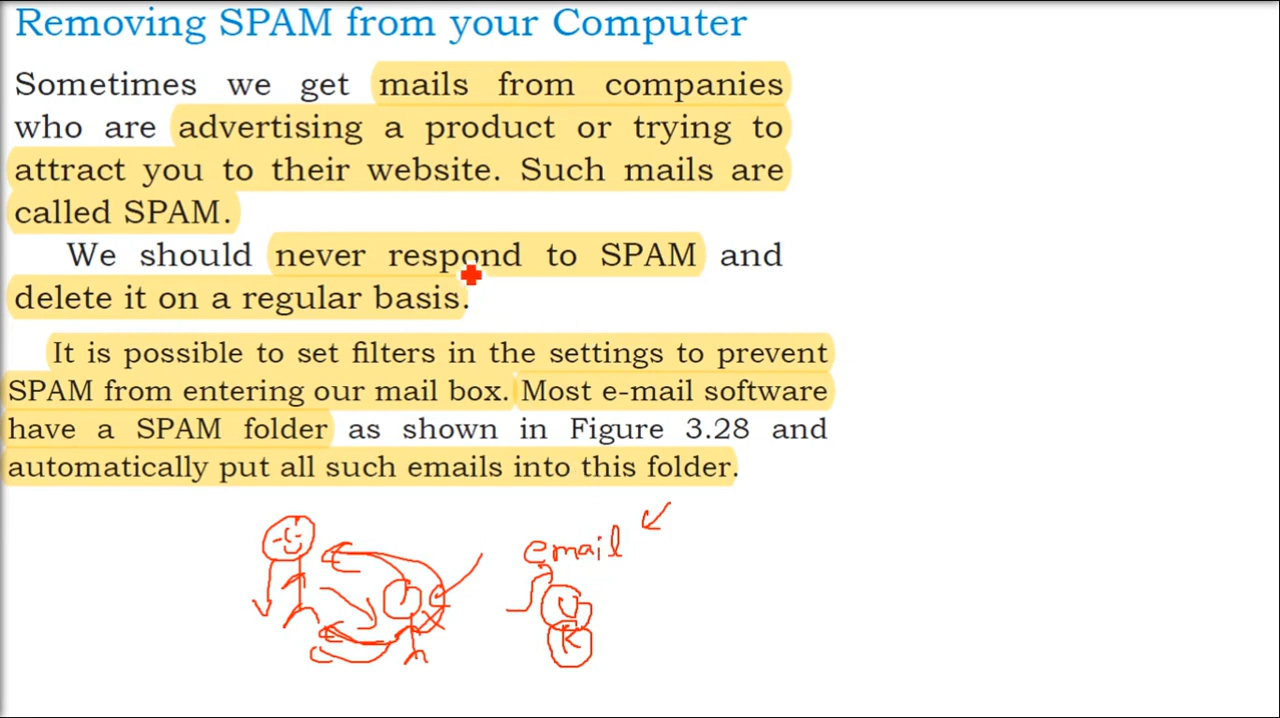 Removing SPAM from your Computer
Sometimes we get mails from companies
who are advertising a product or trying to
attract you to their website. Such mails are
called SPAM.
We should never respond to SPAM and
delete it on a regular basis.
It is possible to set filters in the settings to prevent
SPAM from entering our mail box. Most e-mail software
have a SPAM folder as shown in Figure 3.28 and
automatically put all such emails into this folder.
email
U
K